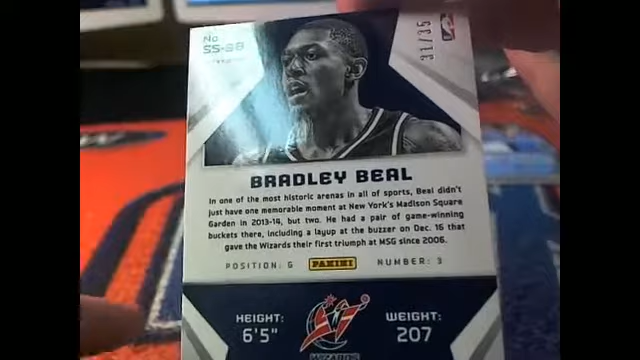 No
SS-BB
31/35
BRADLEY BEAL
In one of the most historic arenas in all of sports, Beal didn't
just have one memorable moment at New York's Madison Square
Garden in 2013-14, but two. He had a pair of game-winning
buckets there, including a layup at the buzzer on Dec. 16 that
gave the Wizards their first triumph at MSG since 2006.
POSITION: G PANINI NUMBER: 3
HEIGHT: WEIGHT:
6'5" 207
WIZARDS